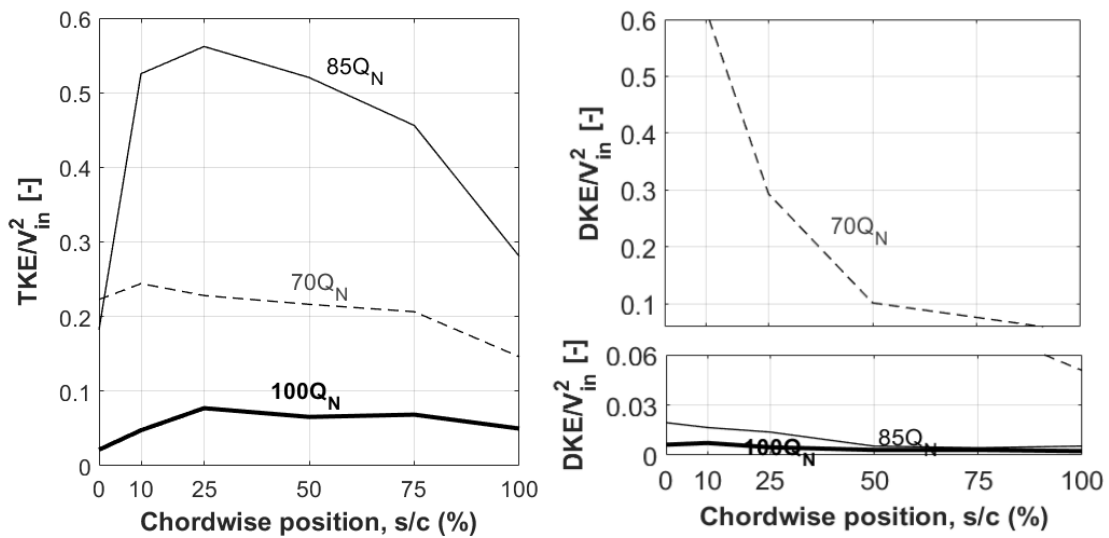 TKE/V²in [-]
0.6
0.5
0.4
0.3
0.2
0.1
0
85QN
70QN
100QN
0 10 25 50 75 100
Chordwise position, s/c (%)
DKE/V²in [-]
0.6
0.5
0.4
0.3
0.2
0.1
70QN
DKE/V²in [-]
0.06
0.03
0
85QN
100QN
0 10 25 50 75 100
Chordwise position, s/c (%)